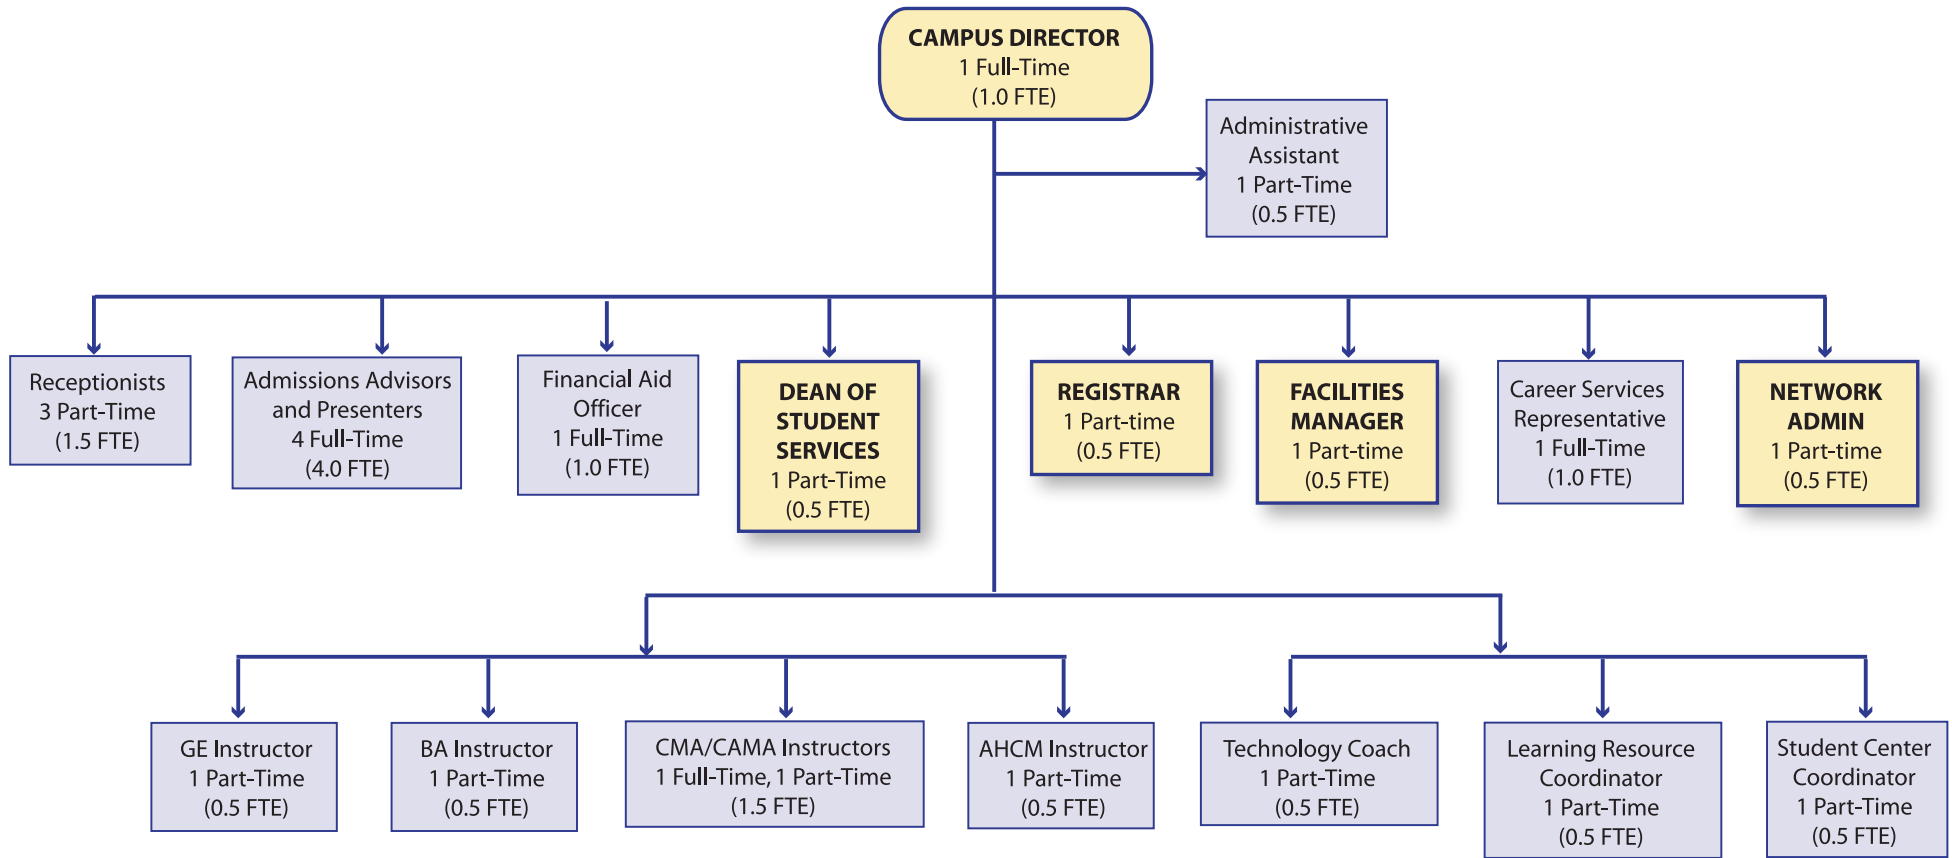 CAMPUS DIRECTOR
1 Full-Time
(1.0 FTE)
Administrative
Assistant
1 Part-Time
(0.5 FTE)
Receptionists
3 Part-Time
(1.5 FTE)
Admissions Advisors
and Presenters
4 Full-Time
(4.0 FTE)
Financial Aid
Officer
1 Full-Time
(1.0 FTE)
DEAN OF
STUDENT
SERVICES
1 Part-Time
(0.5 FTE)
REGISTRAR
1 Part-time
(0.5 FTE)
FACILITIES
MANAGER
1 Part-time
(0.5 FTE)
Career Services
Representative
1 Full-Time
(1.0 FTE)
NETWORK
ADMIN
1 Part-time
(0.5 FTE)
GE Instructor
1 Part-Time
(0.5 FTE)
BA Instructor
1 Part-Time
(0.5 FTE)
CMA/CAMA Instructors
1 Full-Time, 1 Part-Time
(1.5 FTE)
AHCM Instructor
1 Part-Time
(0.5 FTE)
Technology Coach
1 Part-Time
(0.5 FTE)
Learning Resource
Coordinator
1 Part-Time
(0.5 FTE)
Student Center
Coordinator
1 Part-Time
(0.5 FTE)